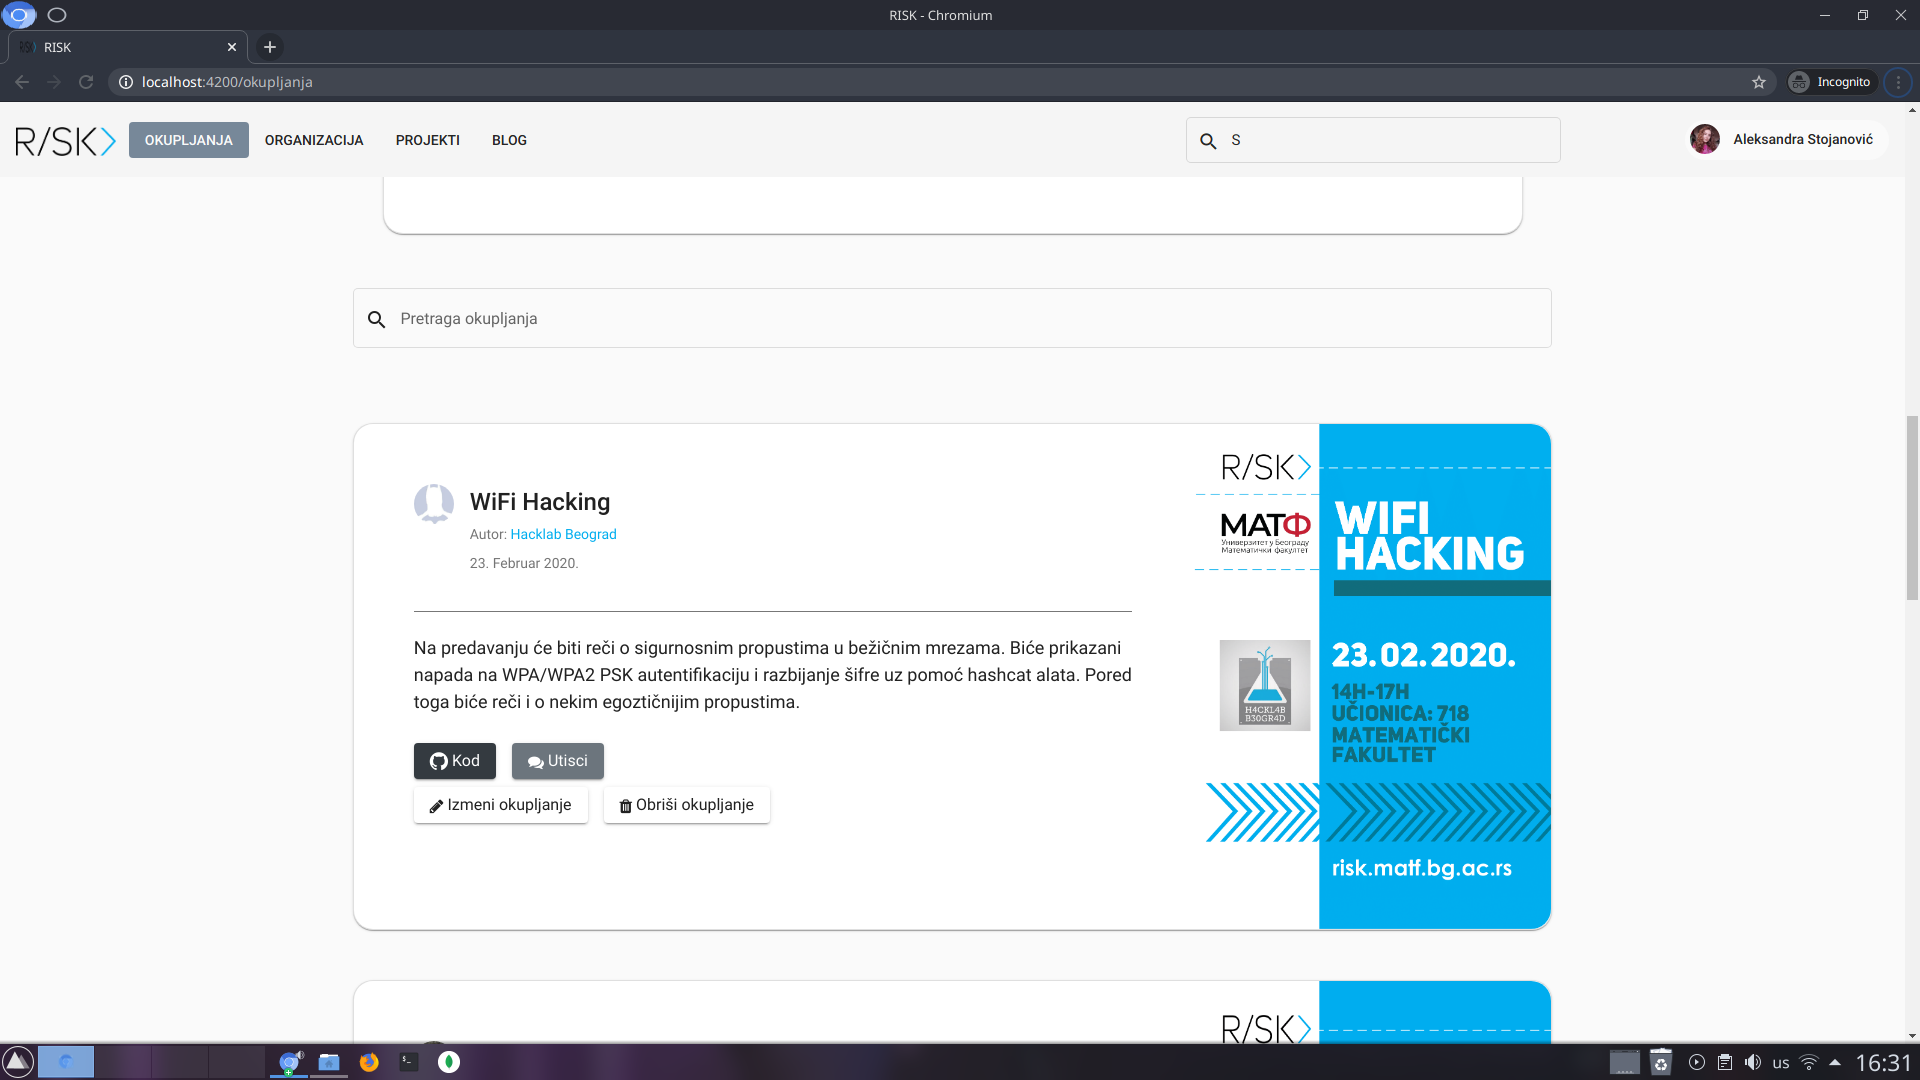 RISK - Chromium
RISK
localhost:4200/okupljanja
Incognito
R/SK
OKUPLJANJA
ORGANIZACIJA
PROJEKTI
BLOG
S
Aleksandra Stojanović
Pretraga okupljanja
WiFi Hacking
Autor: Hacklab Beograd
23. Februar 2020.
Na predavanju će biti reči o sigurnosnim propustima u bežičnim mrezama. Biće prikazani
napada na WPA/WPA2 PSK autentifikaciju i razbijanje šifre uz pomoć hashcat alata. Pored
toga biće reči i o nekim egoztičnijim propustima.
Kod
Utisci
Izmeni okupljanje
Obriši okupljanje
R/SK
МАТФ
Универзитет у Београду
Математички факултет
H4CKL4B
B30GR4D
WIFI
HACKING
23.02.2020.
14H-17H
UČIONICA: 718
MATEMATIČKI
FAKULTET
risk.matf.bg.ac.rs
R/SK
us
16:31